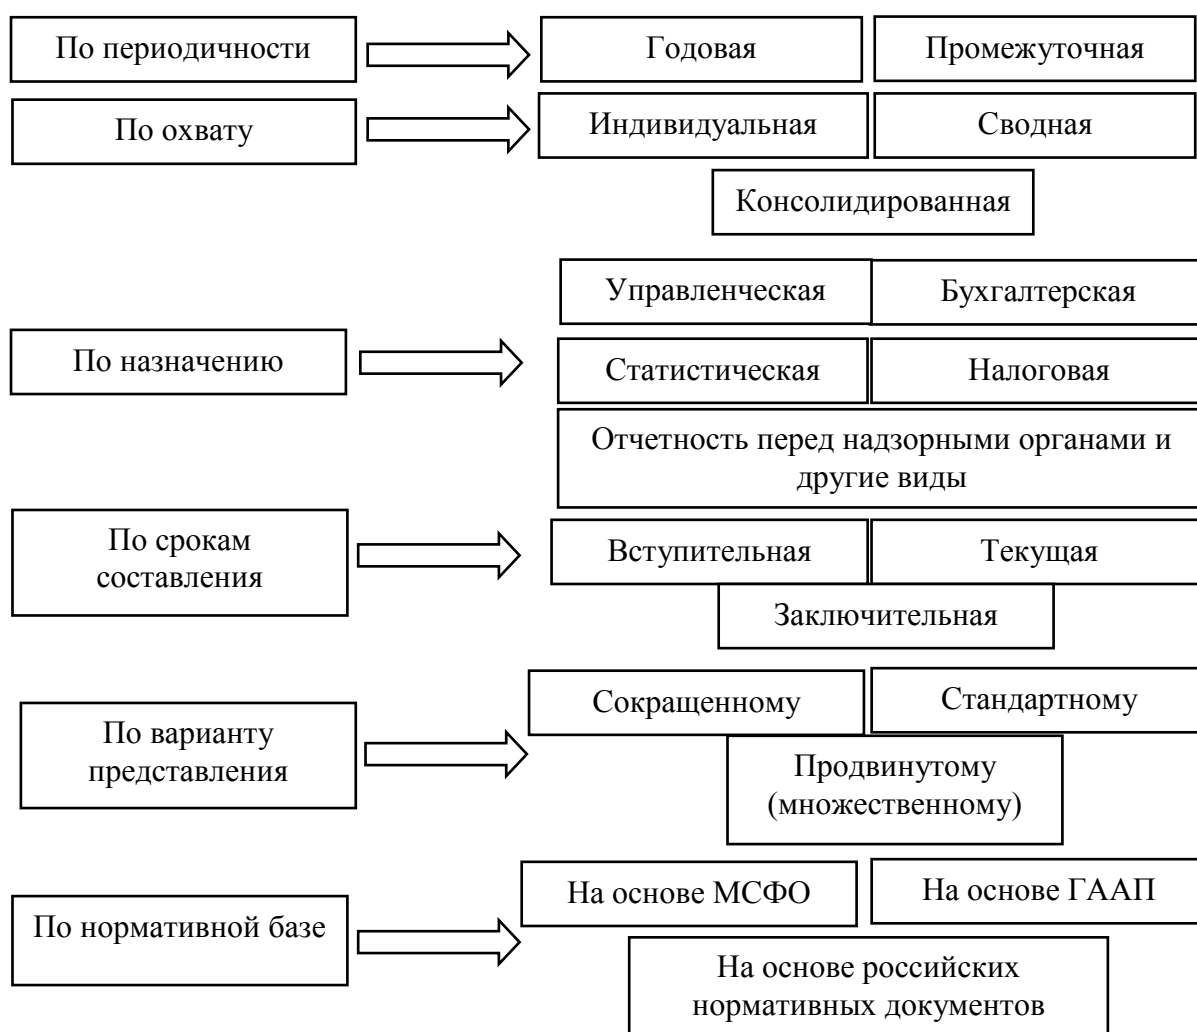 По периодичности
Годовая
Промежуточная
По охвату
Индивидуальная
Сводная
Консолидированная
По назначению
Управленческая
Бухгалтерская
Статистическая
Налоговая
Отчетность перед надзорными органами и
другие виды
По срокам
составления
Вступительная
Текущая
Заключительная
По варианту
представления
Сокращенному
Стандартному
Продвинутому
(множественному)
По нормативной базе
На основе МСФО
На основе ГААП
На основе российских
нормативных документов